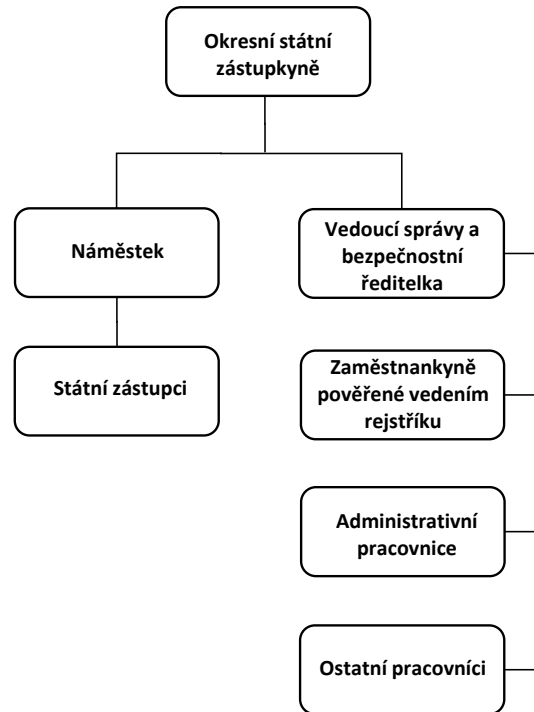 Okresní státní
zástupkyně
Náměstek
Vedoucí správy a
bezpečnostní
ředitelka
Státní zástupci
Zaměstnankyně
pověřené vedením
rejstříku
Administrativní
pracovnice
Ostatní pracovníci